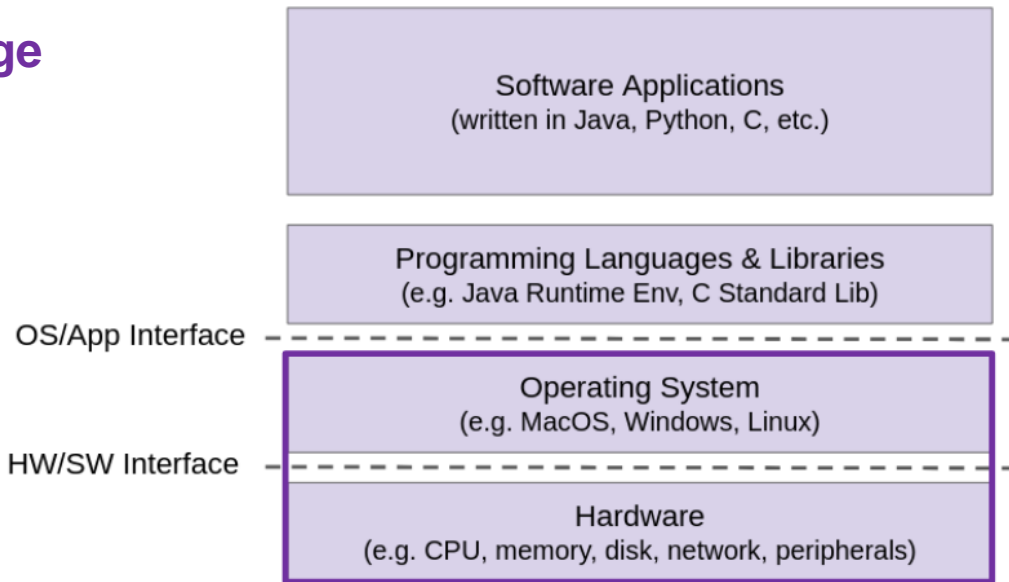 ge
Software Applications
(written in Java, Python, C, etc.)
Programming Languages & Libraries
(e.g. Java Runtime Env, C Standard Lib)
OS/App Interface
Operating System
(e.g. MacOS, Windows, Linux)
HW/SW Interface
Hardware
(e.g. CPU, memory, disk, network, peripherals)